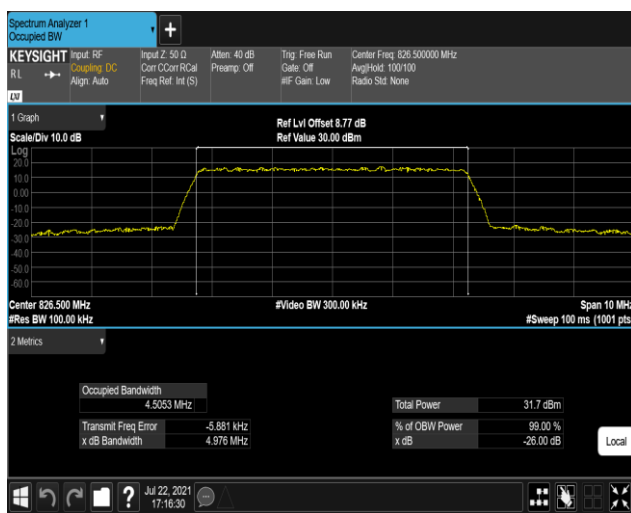 Spectrum Analyzer 1
Occupied BW
+
KEYSIGHT Input: RF Input Z: 50 Ω Atten: 40 dB Trig: Free Run Center Freq: 826.500000 MHz
RL Coupling: DC Corr CCorr RCal Preamp: Off Gate: Off Avg|Hold: 100/100
Align: Auto Freq Ref: Int (S) #IF Gain: Low Radio Std: None
LXI
1 Graph
Ref Lvl Offset 8.77 dB
Scale/Div 10.0 dB Ref Value 30.00 dBm
Log
20.0
10.0
0.00
-10.0
-20.0
-30.0
-40.0
-50.0
-60.0
Center 826.500 MHz #Video BW 300.00 kHz Span 10 MHz
#Res BW 100.00 kHz #Sweep 100 ms (1001 pts
2 Metrics
Occupied Bandwidth
4.5053 MHz Total Power 31.7 dBm
Transmit Freq Error -5.881 kHz % of OBW Power 99.00 %
x dB Bandwidth 4.976 MHz x dB -26.00 dB
Local
? Jul 22, 2021
17:16:30